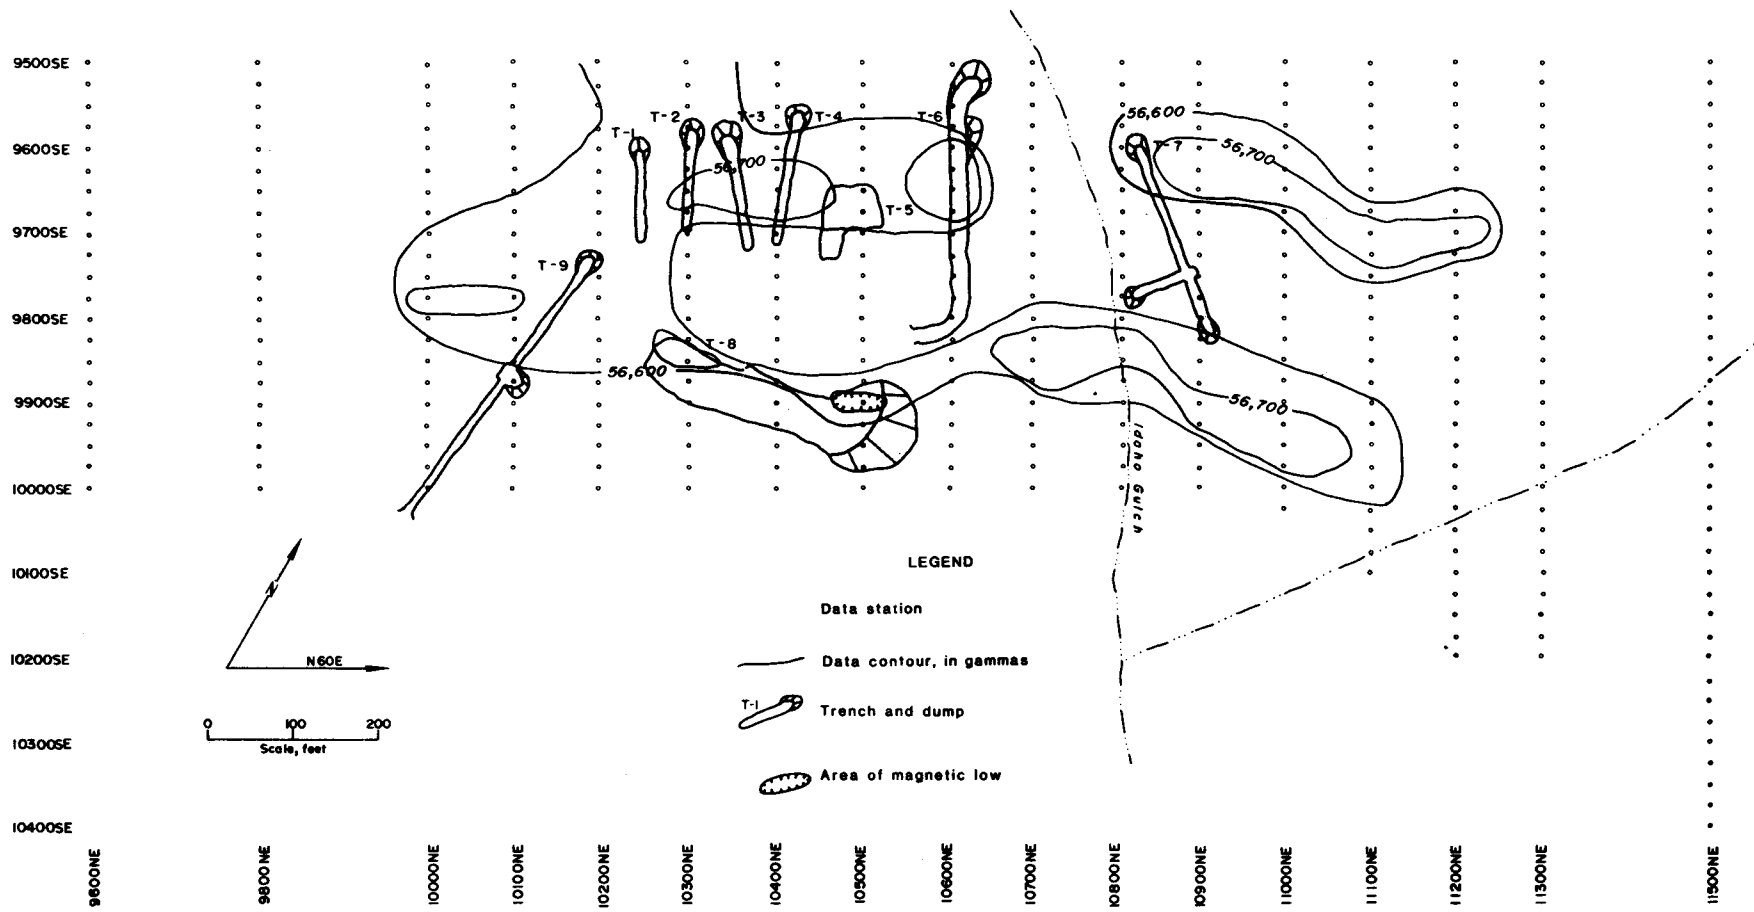 9500SE
9600SE
9700SE
9800SE
9900SE
10000SE
10100SE
10200SE
10300SE
10400SE
T-1
T-2
T-3
T-4
T-6
56,600
T-7
56,700
56,700
T-5
T-9
T-8
56,600
56,700
Idaho Gulch
N
N60E
0 100 200
Scale, feet
LEGEND
Data station
Data contour, in gammas
T-1
Trench and dump
Area of magnetic low
9600NE
9800NE
10000NE
10100NE
10200NE
10300NE
10400NE
10500NE
10600NE
10700NE
10800NE
10900NE
11000NE
11100NE
11200NE
11300NE
11500NE